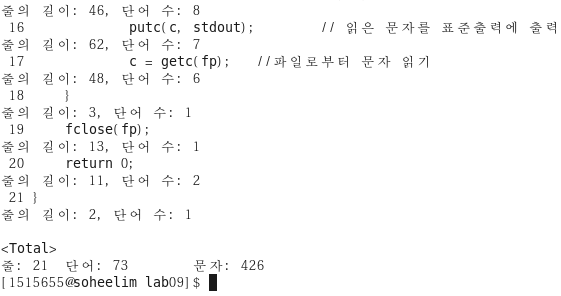 줄의 길이: 46, 단어 수: 8
16 putc(c, stdout); // 읽은 문자를 표준출력에 출력
줄의 길이: 62, 단어 수: 7
17 c = getc(fp); //파일로부터 문자 읽기
줄의 길이: 48, 단어 수: 6
18 }
줄의 길이: 3, 단어 수: 1
19 fclose(fp);
줄의 길이: 13, 단어 수: 1
20 return 0;
줄의 길이: 11, 단어 수: 2
21 }
줄의 길이: 2, 단어 수: 1
<Total>
줄: 21 단어: 73 문자: 426
[1515655@soheelim lab09]$